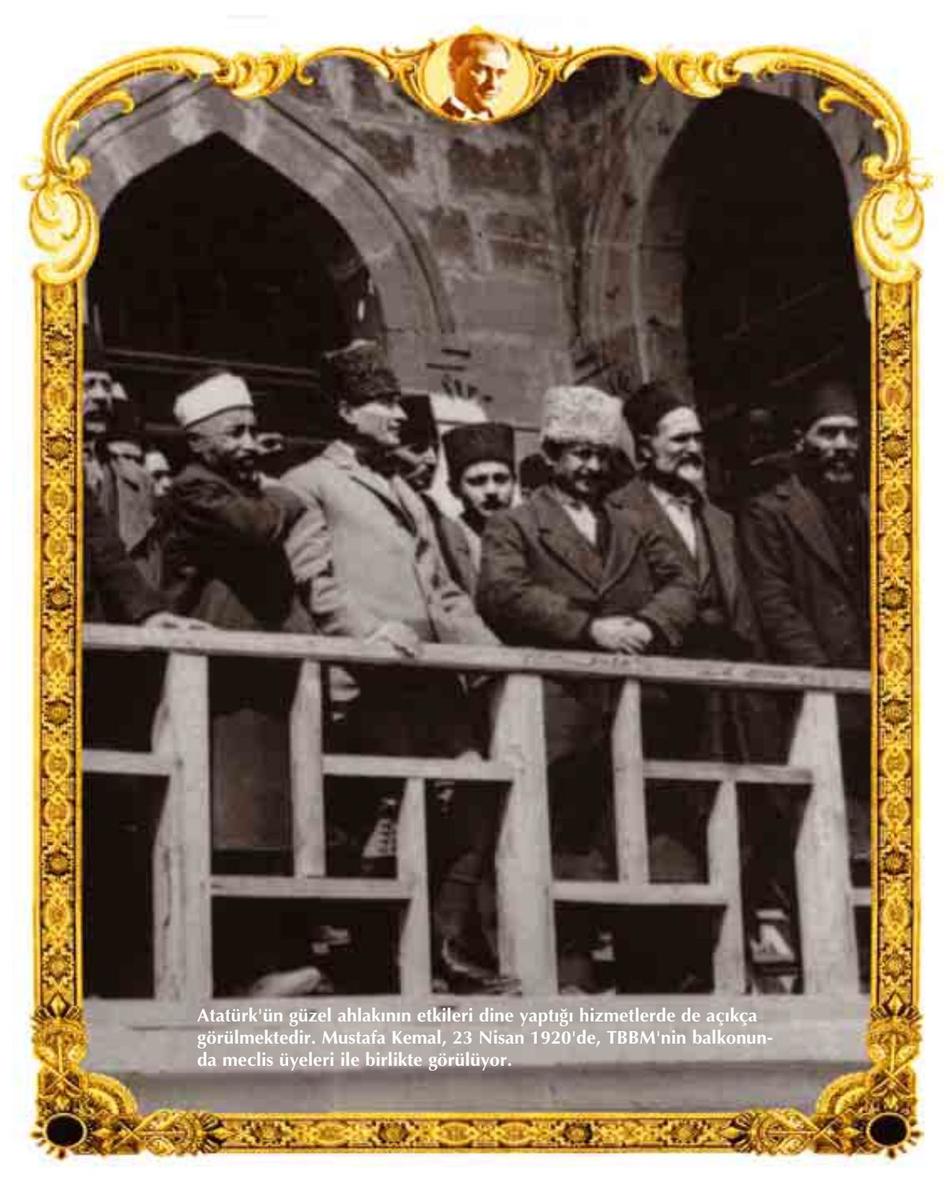 Atatürk'ün güzel ahlakının etkileri dine yaptığı hizmetlerde de açıkça
görülmektedir. Mustafa Kemal, 23 Nisan 1920'de, TBBM'nin balkonun-
da meclis üyeleri ile birlikte görülüyor.